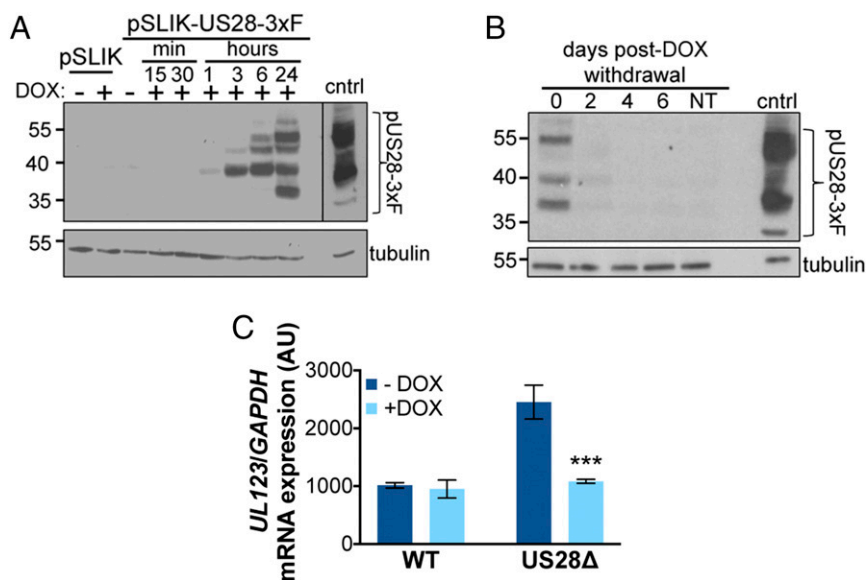 A
pSLIK-US28-3xF
pSLIK min hours
15 30 1 3 6 24 cntrl
DOX: - + - + + + + + +
55
40
35
pUS28-3xF
55
tubulin
B
days post-DOX
withdrawal
0 2 4 6 NT cntrl
55
40
35
pUS28-3xF
55
tubulin
C
UL123/GAPDH
mRNA expression (AU)
3000
2000
1000
0
- DOX
+DOX
***
WT US28Δ